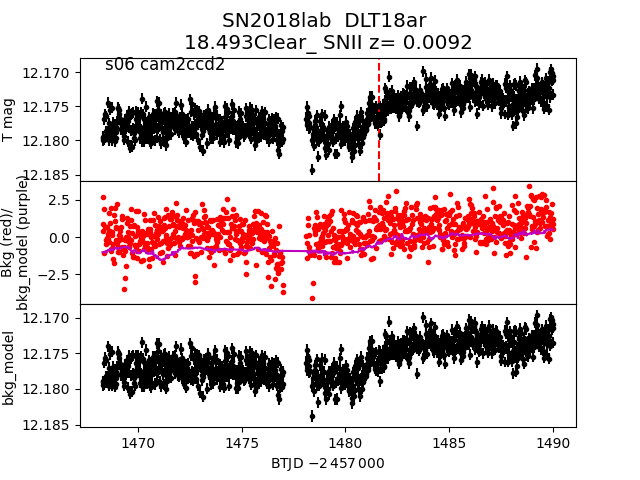 SN2018lab  DLT18ar
18.493Clear_ SNII z= 0.0092
s06 cam2ccd2
12.170
12.175
12.180
12.185
T mag
2.5
0.0
−2.5
Bkg (red)/
bkg_model (purple)
12.170
12.175
12.180
12.185
bkg_model
1470
1475
1480
1485
1490
BTJD −2 457 000